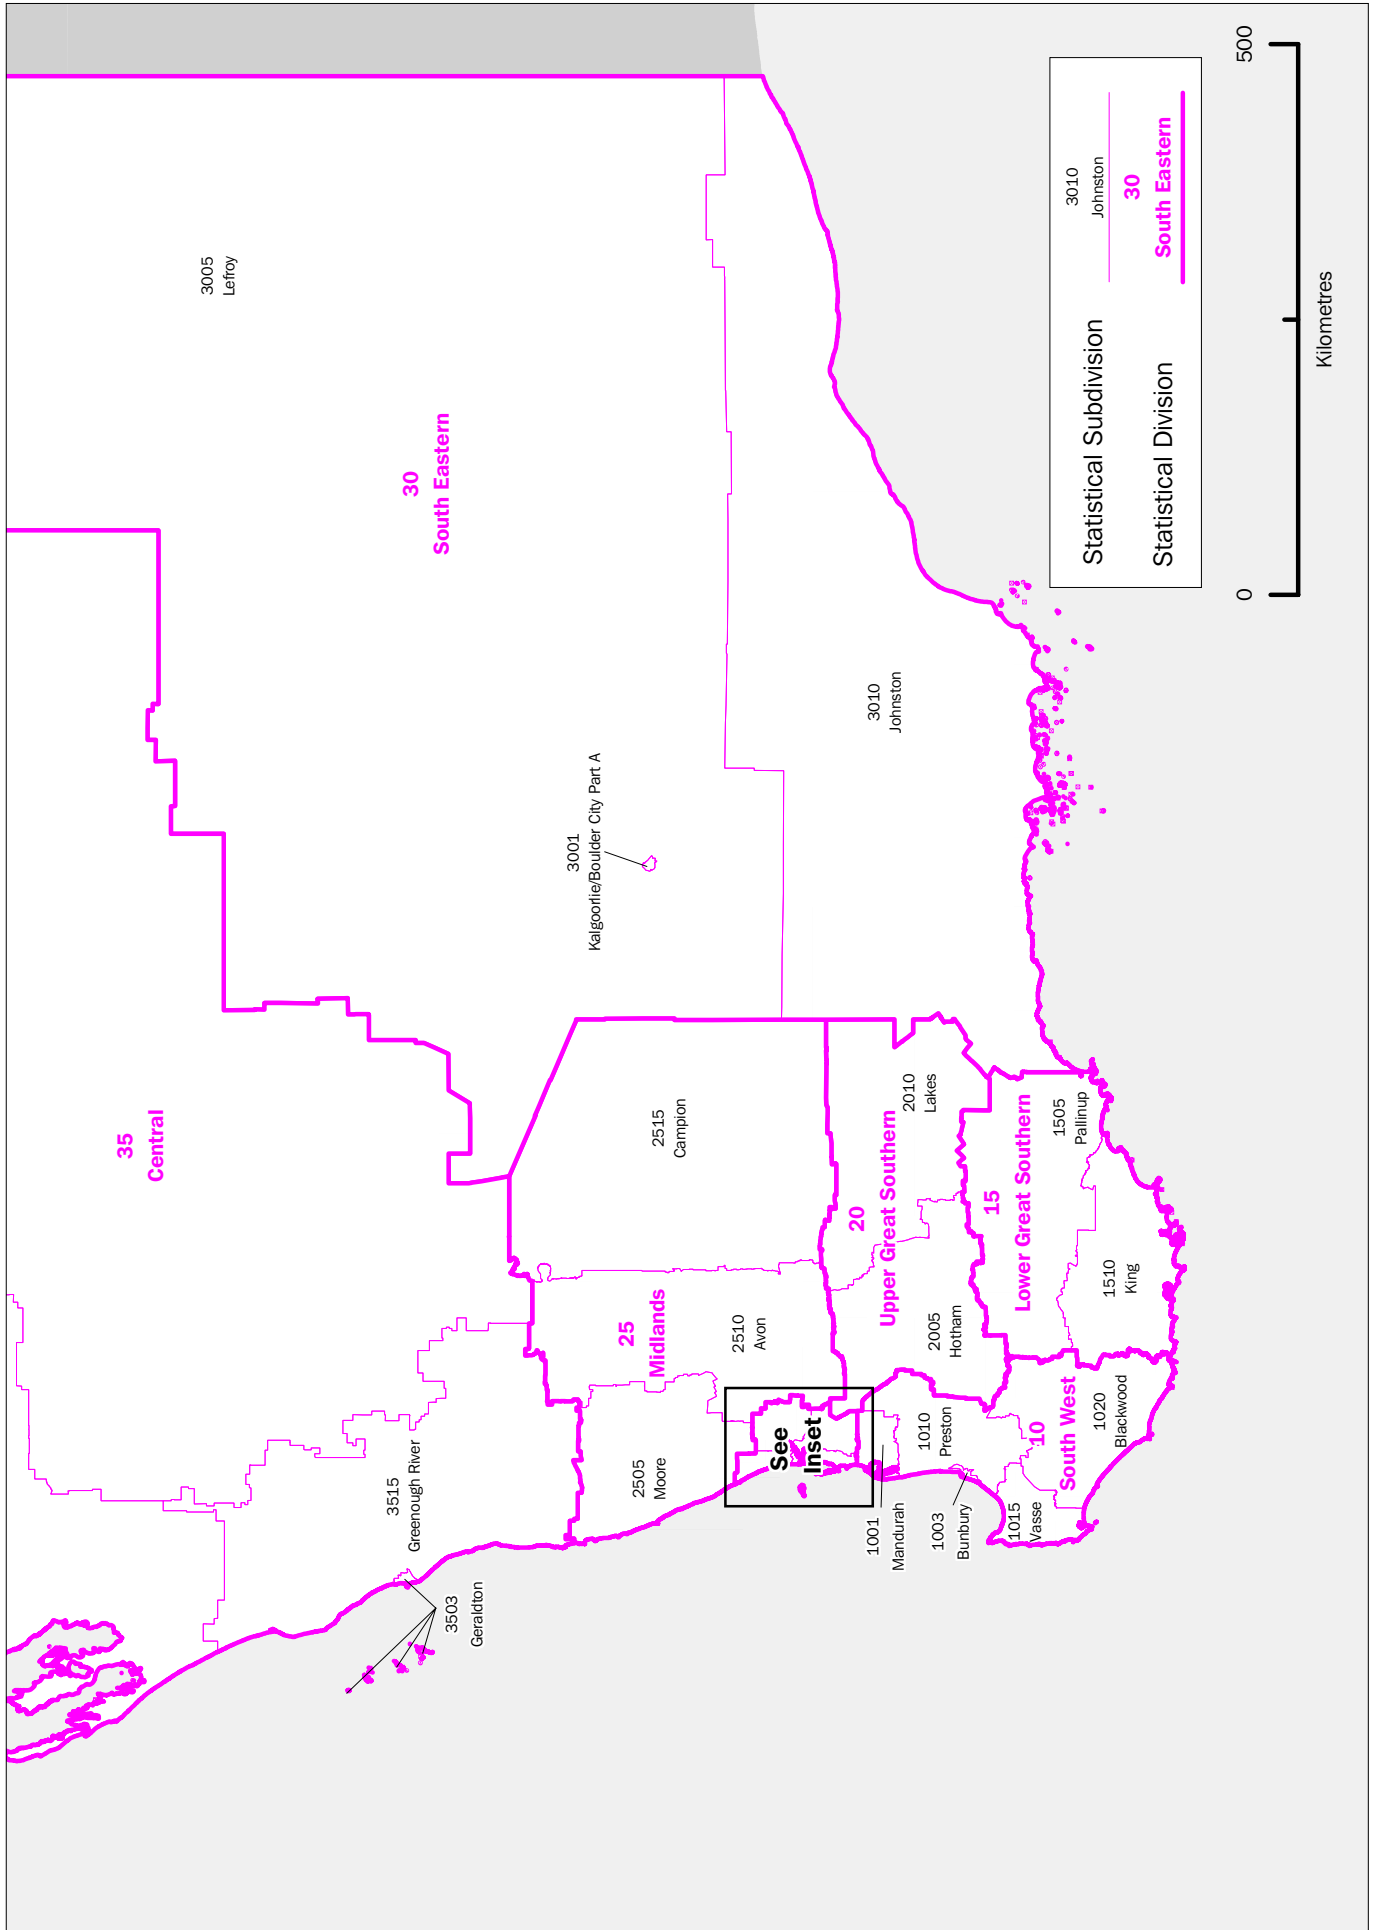 35
Central
3005
Lefroy
30
South Eastern
3515
Greenough River
3503
Geraldton
3001
Kalgoorlie/Boulder City Part A
2515
Campion
25
Midlands
2510
Avon
2505
Moore
See
Inset
3010
Johnston
2010
Lakes
20
Upper Great Southern
2005
Hotham
15
Lower Great Southern
1505
Pallinup
1510
King
1001
Mandurah
1010
Preston
1003
Bunbury
1015
Vasse
10
South West
1020
Blackwood
Statistical Subdivision
3010
Johnston
Statistical Division
30
South Eastern
0
500
Kilometres